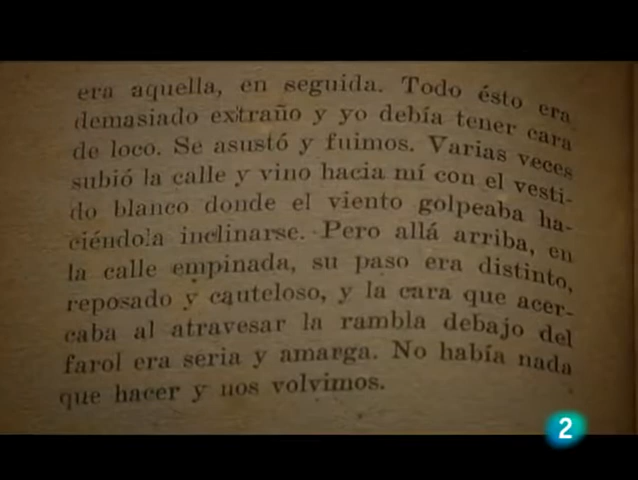 era aquella, en seguida. Todo ésto era
demasiado extraño y yo debía tener cara
de loco. Se asustó y fuimos. Varias veces
subió la calle y vino hacia mí con el vesti-
do blanco donde el viento golpeaba ha-
ciéndola inclinarse. Pero allá arriba, en
la calle empinada, su paso era distinto,
reposado y cauteloso, y la cara que acer-
caba al atravesar la rambla debajo del
farol era seria y amarga. No había nada
que hacer y nos volvimos.
2